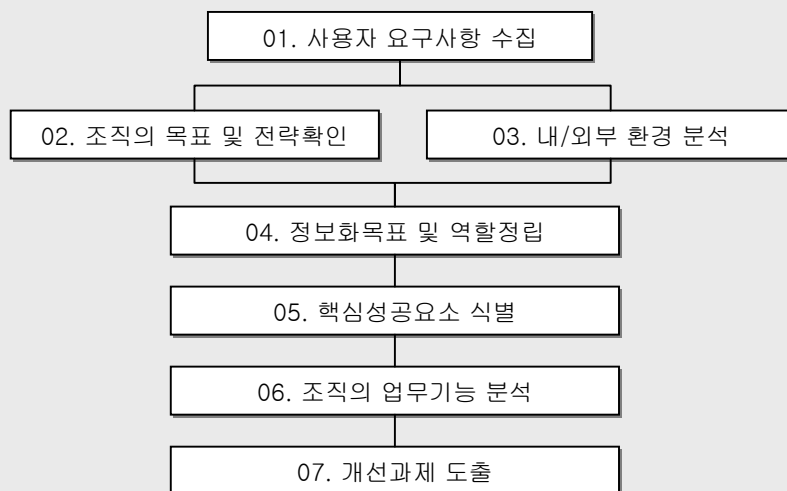 01. 사용자 요구사항 수집
02. 조직의 목표 및 전략확인
03. 내/외부 환경 분석
04. 정보화목표 및 역할정립
05. 핵심성공요소 식별
06. 조직의 업무기능 분석
07. 개선과제 도출